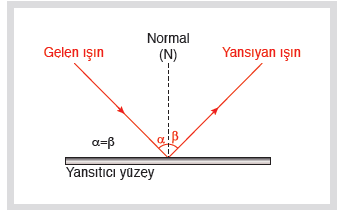 Normal
(N)
Gelen ışın
Yansıyan ışın
α β
α=β
Yansıtıcı yüzey